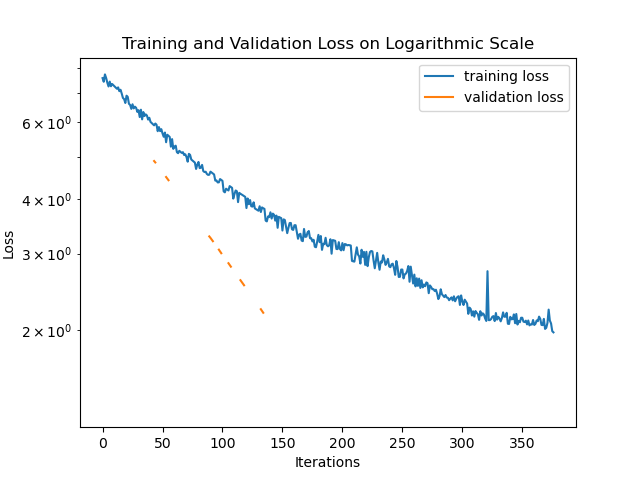 Training and Validation Loss on Logarithmic Scale
training loss
validation loss
Loss
6 × 10⁰
4 × 10⁰
3 × 10⁰
2 × 10⁰
0 50 100 150 200 250 300 350
Iterations